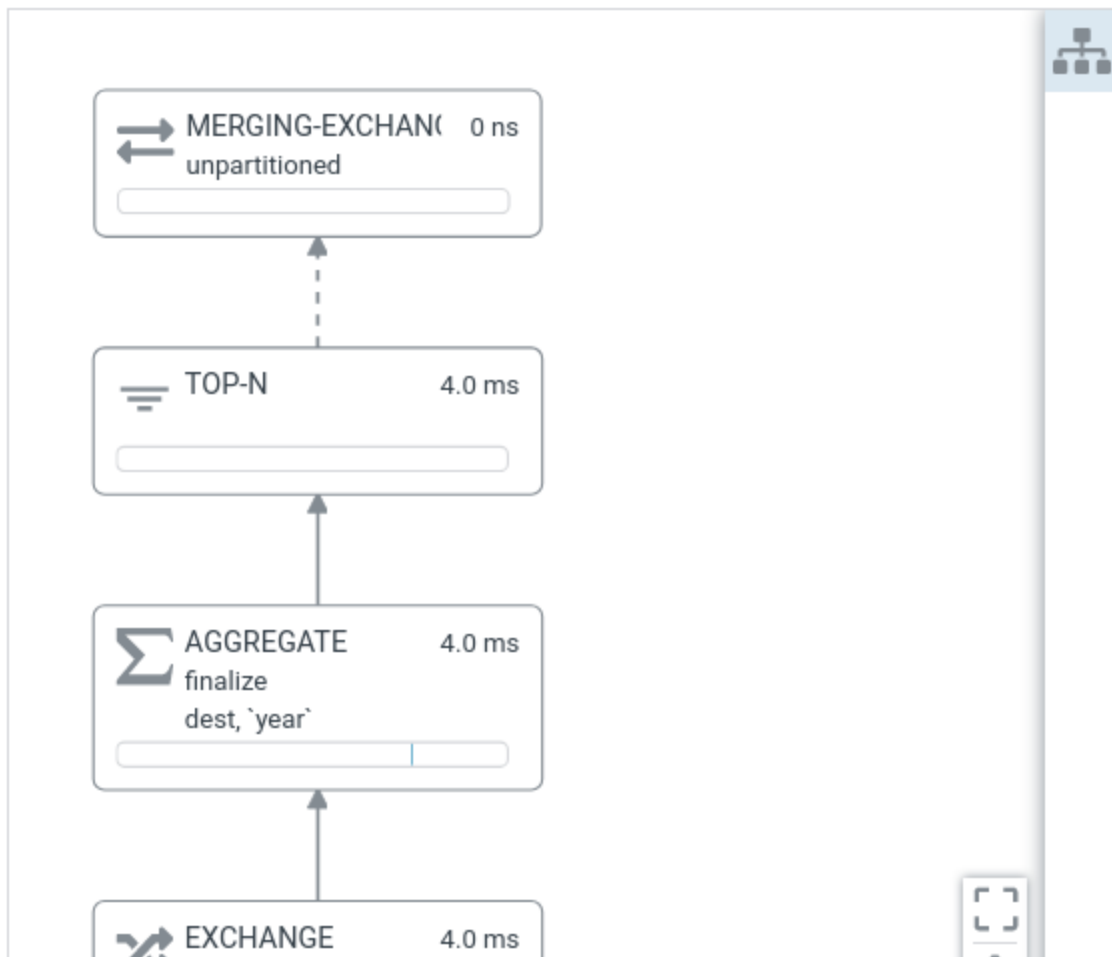 MERGING-EXCHANG 0 ns
unpartitioned
TOP-N 4.0 ms
AGGREGATE 4.0 ms
finalize
dest, `year`
EXCHANGE 4.0 ms